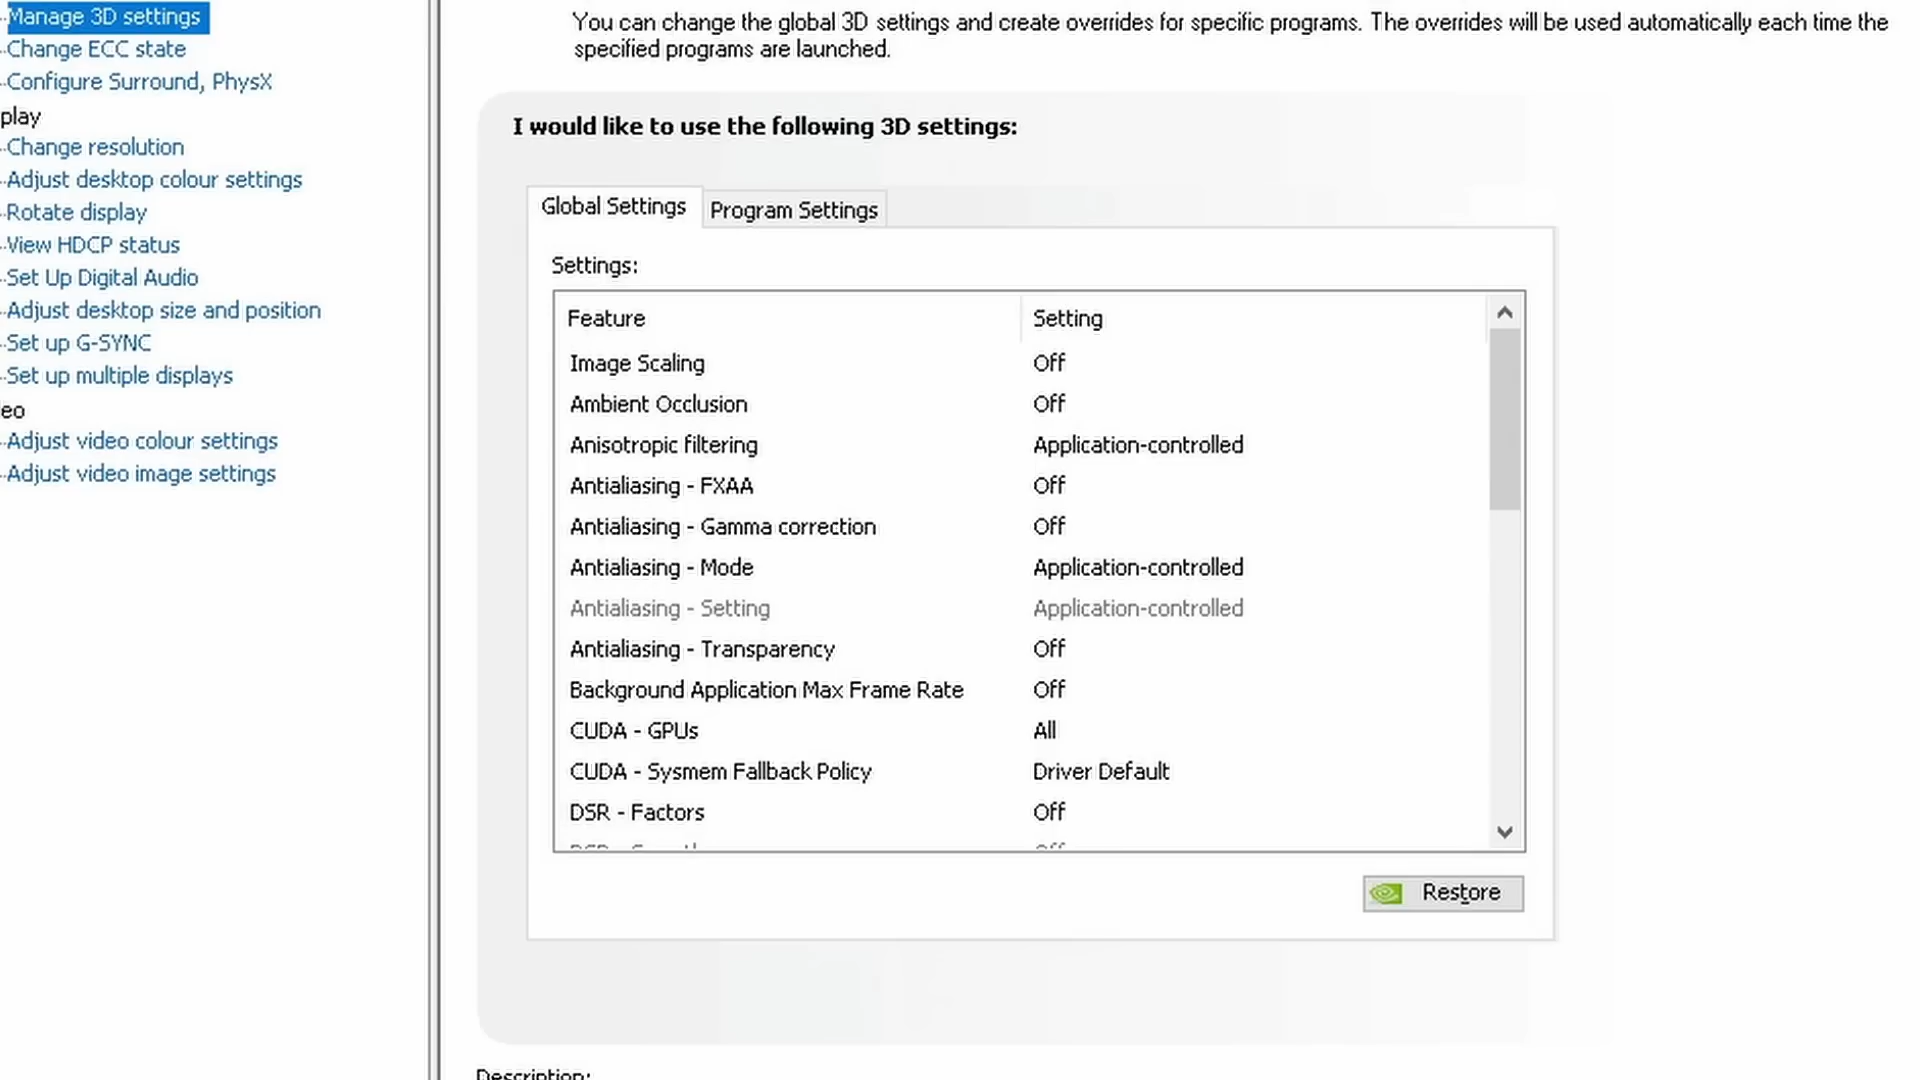 Manage 3D settings
Change ECC state
Configure Surround, PhysX
play
Change resolution
Adjust desktop colour settings
Rotate display
View HDCP status
Set Up Digital Audio
Adjust desktop size and position
Set up G-SYNC
Set up multiple displays
eo
Adjust video colour settings
Adjust video image settings
You can change the global 3D settings and create overrides for specific programs. The overrides will be used automatically each time the
specified programs are launched.
I would like to use the following 3D settings:
Global Settings Program Settings
Settings:
Feature Setting
Image Scaling Off
Ambient Occlusion Off
Anisotropic filtering Application-controlled
Antialiasing - FXAA Off
Antialiasing - Gamma correction Off
Antialiasing - Mode Application-controlled
Antialiasing - Setting Application-controlled
Antialiasing - Transparency Off
Background Application Max Frame Rate Off
CUDA - GPUs All
CUDA - Sysmem Fallback Policy Driver Default
DSR - Factors Off
Restore
Description: